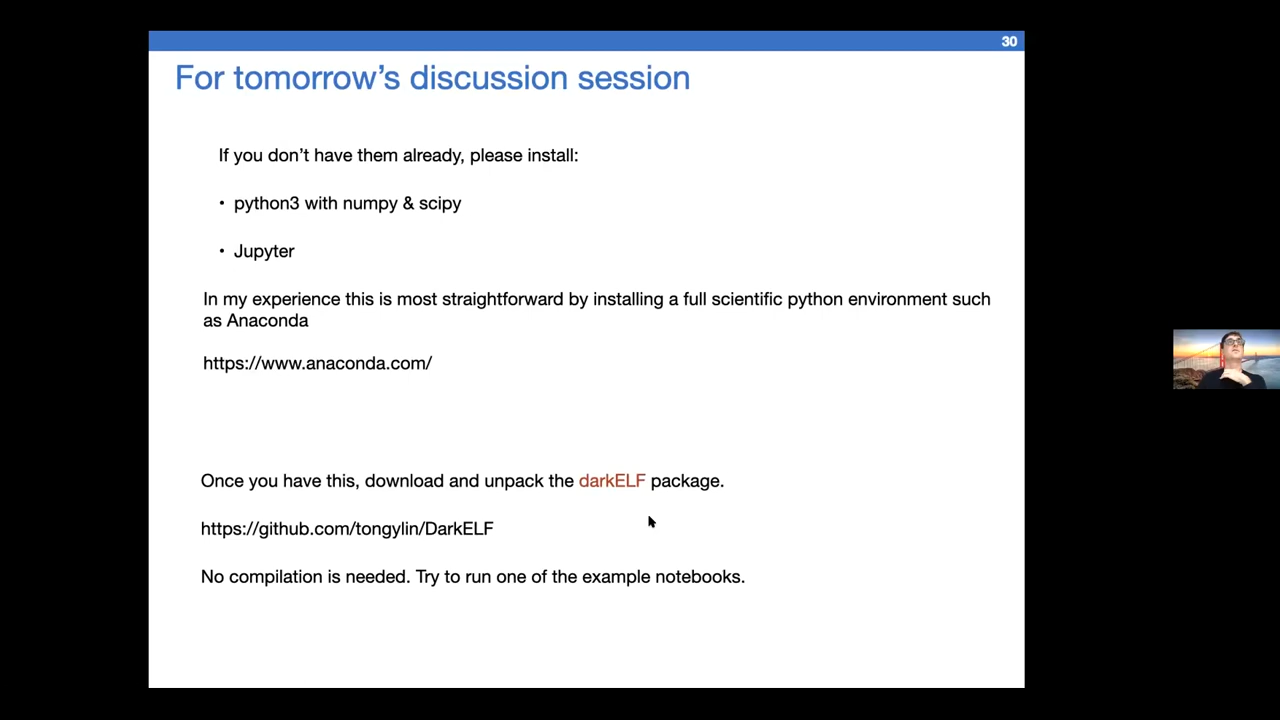 30
For tomorrow’s discussion session
If you don’t have them already, please install:
• python3 with numpy & scipy
• Jupyter
In my experience this is most straightforward by installing a full scientific python environment such
as Anaconda
https://www.anaconda.com/
Once you have this, download and unpack the darkELF package.
https://github.com/tongylin/DarkELF
No compilation is needed. Try to run one of the example notebooks.